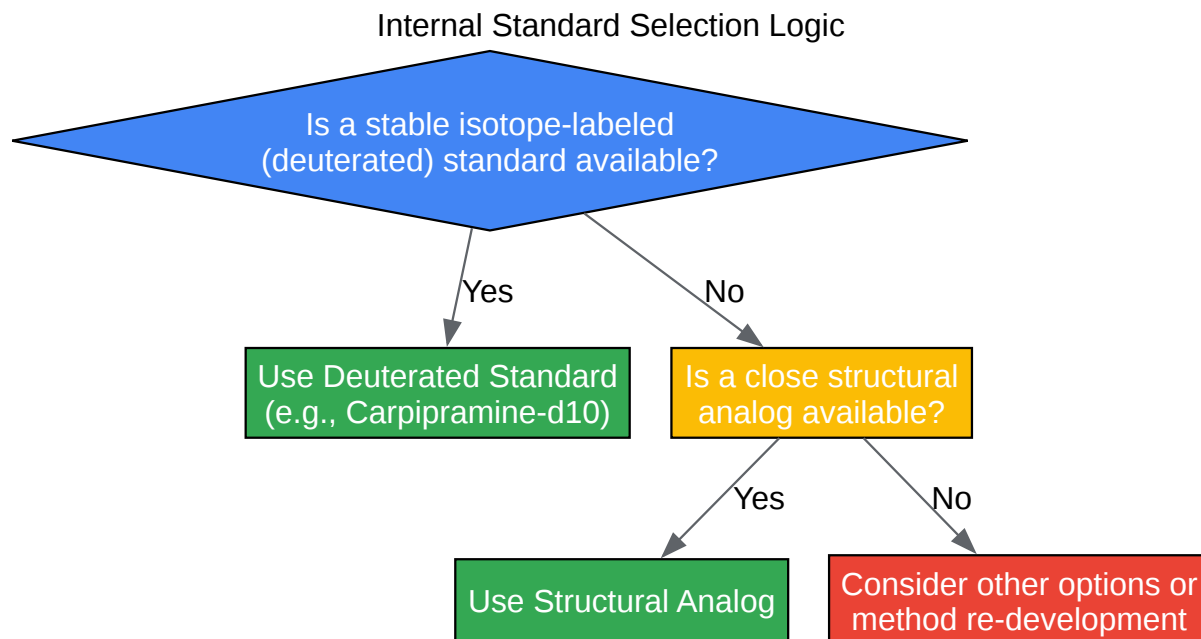 Internal Standard Selection Logic
Is a stable isotope-labeled
(deuterated) standard available?
Yes
No
Use Deuterated Standard
(e.g., Carpipramine-d10)
Is a close structural
analog available?
Yes
No
Use Structural Analog
Consider other options or
method re-development